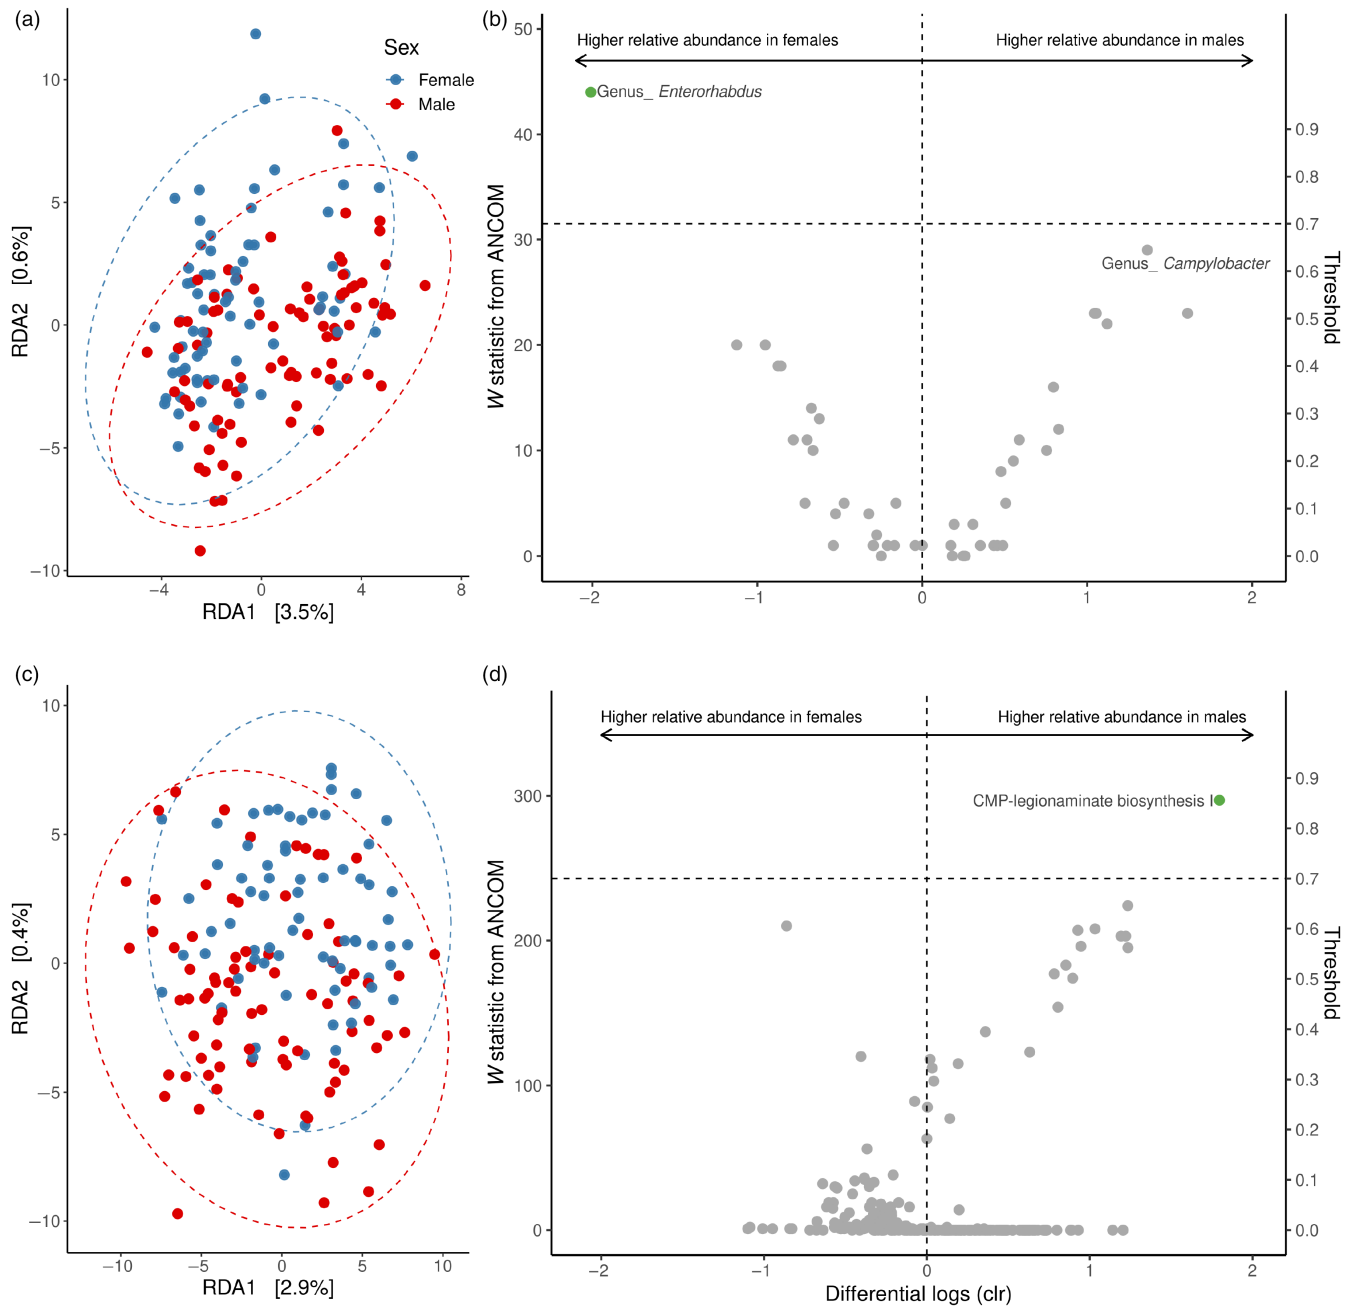 (a)
Sex
Female
Male
10
5
0
−5
−10
RDA2 [0.6%]
−4
0
4
8
RDA1 [3.5%]
(b)
Higher relative abundance in females
Higher relative abundance in males
Genus_ Enterorhabdus
Genus_ Campylobacter
50
40
30
20
10
0
W statistic from ANCOM
0.9
0.8
0.7
0.6
0.5
0.4
0.3
0.2
0.1
0.0
Threshold
−2
−1
0
1
2
(c)
10
5
0
−5
−10
RDA2 [0.4%]
−10
−5
0
5
10
RDA1 [2.9%]
(d)
Higher relative abundance in females
Higher relative abundance in males
CMP-legionaminate biosynthesis I
300
200
100
0
W statistic from ANCOM
0.9
0.8
0.7
0.6
0.5
0.4
0.3
0.2
0.1
0.0
Threshold
−2
−1
0
1
2
Differential logs (clr)